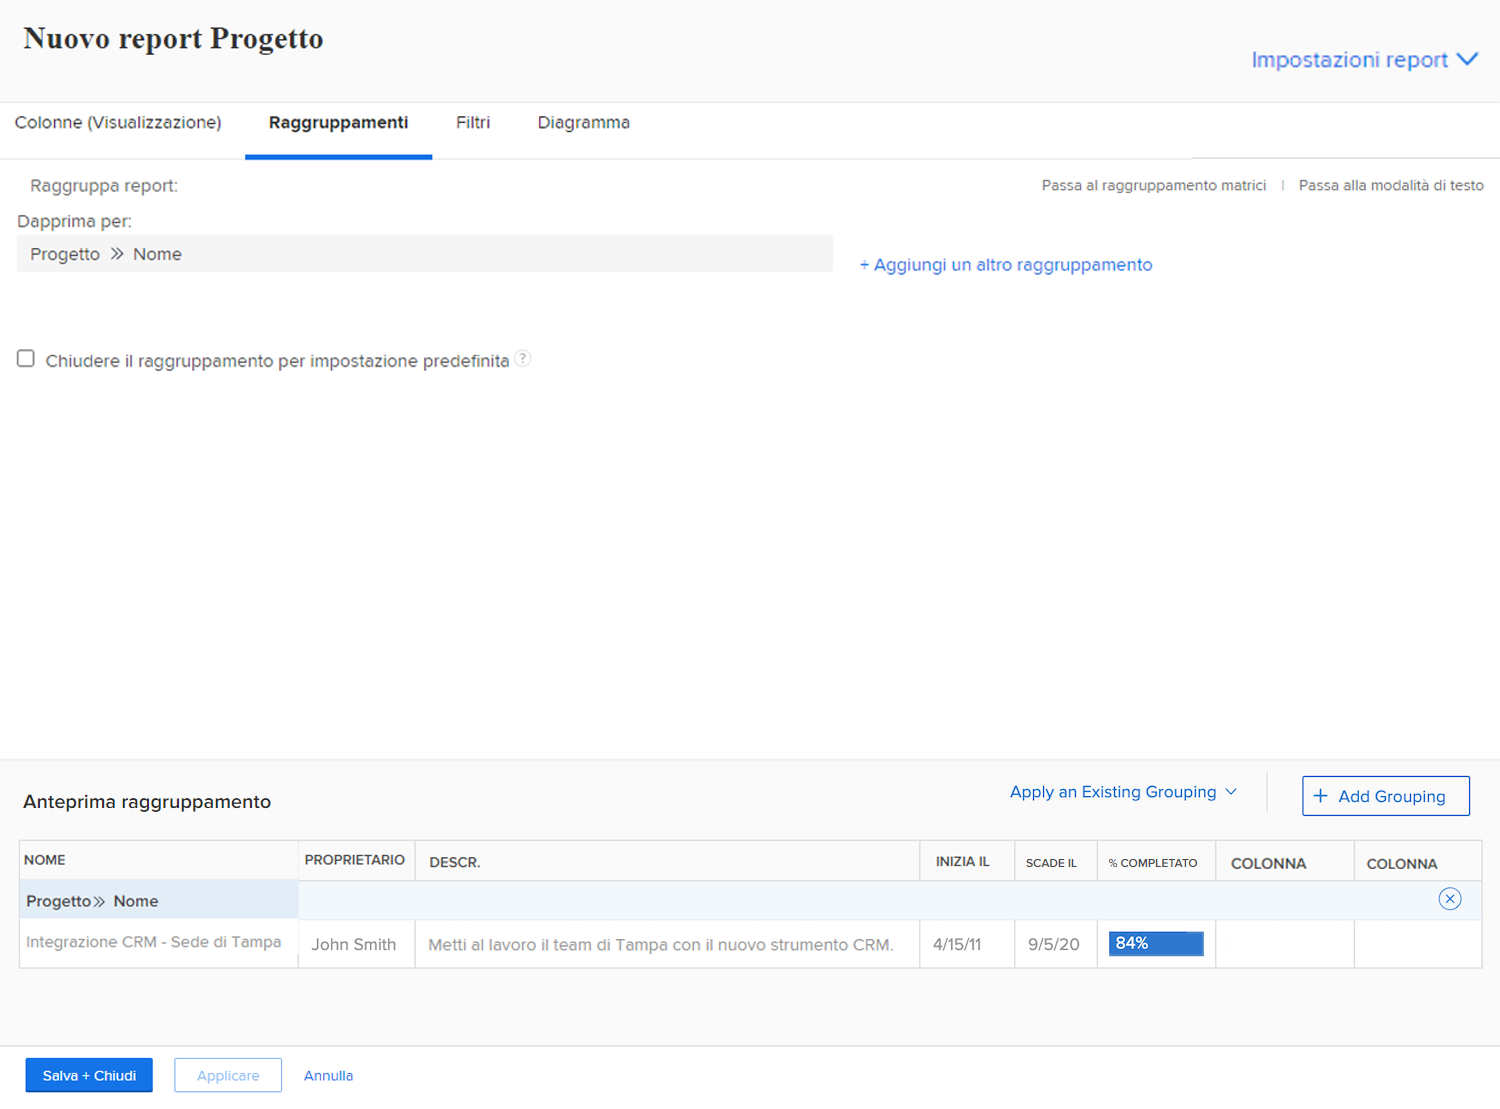 Nuovo report Progetto
Impostazioni report
Colonne (Visualizzazione) Raggruppamenti Filtri Diagramma
Raggruppa report:
Passa al raggruppamento matrici | Passa alla modalità di testo
Dapprima per:
Progetto » Nome
+ Aggiungi un altro raggruppamento
Chiudere il raggruppamento per impostazione predefinita ?
Anteprima raggruppamento
Apply an Existing Grouping
+ Add Grouping
NOME PROPRIETARIO DESCR. INIZIA IL SCADE IL % COMPLETATO COLONNA COLONNA
Progetto» Nome
Integrazione CRM - Sede di Tampa John Smith Metti al lavoro il team di Tampa con il nuovo strumento CRM. 4/15/11 9/5/20 84%
Salva + Chiudi Applicare Annulla